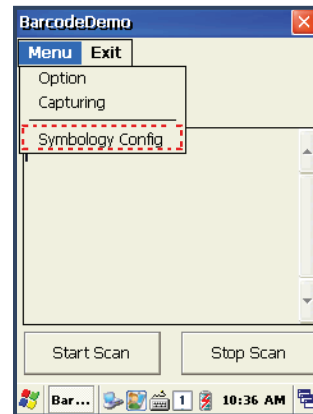 BarcodeDemo
Menu Exit
Option
Capturing
Symbology Config
Start Scan Stop Scan
Bar... 1 10:36 AM